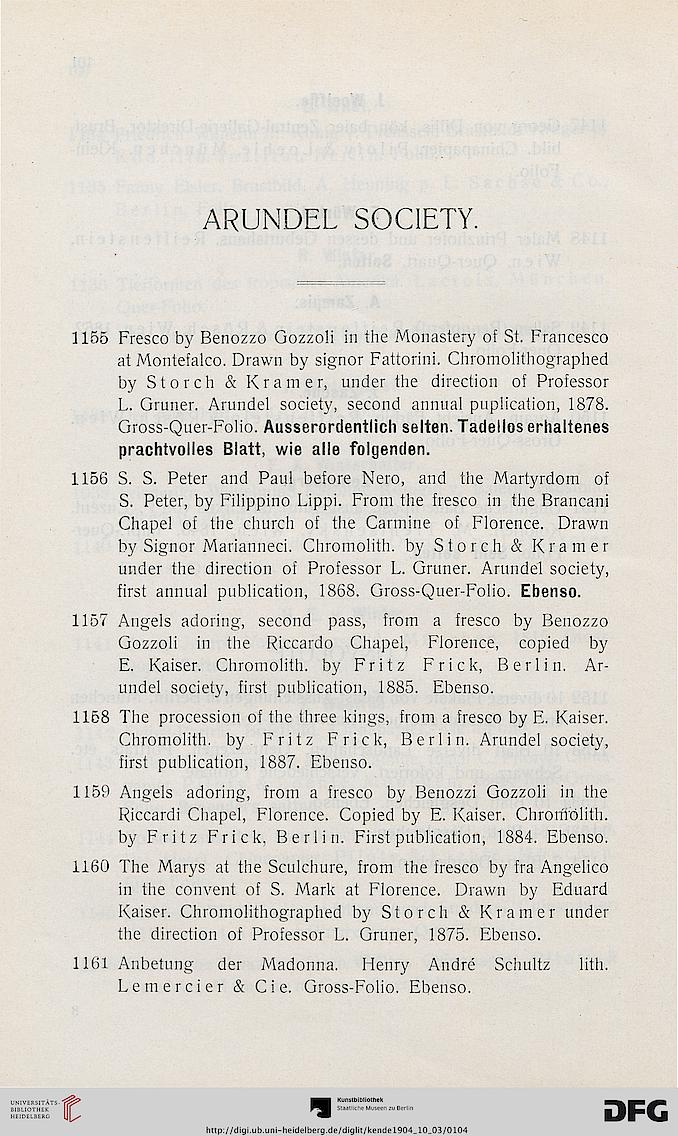 ARUNDEL SOCIETY.
1155 Fresco by Benozzo Gozzoli in the Monastery of St. Francesco
at Montefalco. Drawn by signor Fattorini. Chromolithographed
by Storch & Kramer, under the direction of Professor
L. Gruner. Arundel society, second annual puplication, 1878.
Gross-Quer-Folio. Ausserordentlich selten. Tadellos erhaltenes
prachtvolles Blatt, wie alle folgenden.
1156 S. S. Peter and Paul before Nero, and the Martyrdom of
S. Peter, by Filippino Lippi. From the fresco in the Brancani
Chapel of the church of the Carmine of Florence. Drawn
by Signor Marianneci. Chromolith. by Storch & Kramer
under the direction of Professor L. Gruner. Arundel society,
first annual publication, 1868. Gross-Quer-Folio. Ebenso.
1157 Angels adoring, second pass, from a fresco by Benozzo
Gozzoli in the Riccardo Chapel, Florence, copied by
E. Kaiser. Chromolith. by Fritz Frick, Berlin. Ar-
undel society, first publication, 1885. Ebenso.
1158 The procession of the three kings, from a fresco by E. Kaiser.
Chromolith. by Fritz Frick, Berlin. Arundel society,
first publication, 1887. Ebenso.
1159 Angels adoring, from a fresco by Benozzi Gozzoli in the
Riccardi Chapel, Florence. Copied by E. Kaiser. Chromolith.
by Fritz Frick, Berlin. First publication, 1884. Ebenso.
1160 The Marys at the Sculchure, from the fresco by fra Angelico
in the convent of S. Mark at Florence. Drawn by Eduard
Kaiser. Chromolithographed by Storch & Kramer under
the direction of Professor L. Gruner, 1875. Ebenso.
1161 Anbetung der Madonna. Henry André Schultz lith.
Lemercier & Cie. Gross-Folio. Ebenso.
UNIVERSITÄTS-
BIBLIOTHEK
HEIDELBERG
Kunstbibliothek
Staatliche Museen zu Berlin
DFG
http://digi.ub.uni-heidelberg.de/diglit/kende1904_10_03/0104